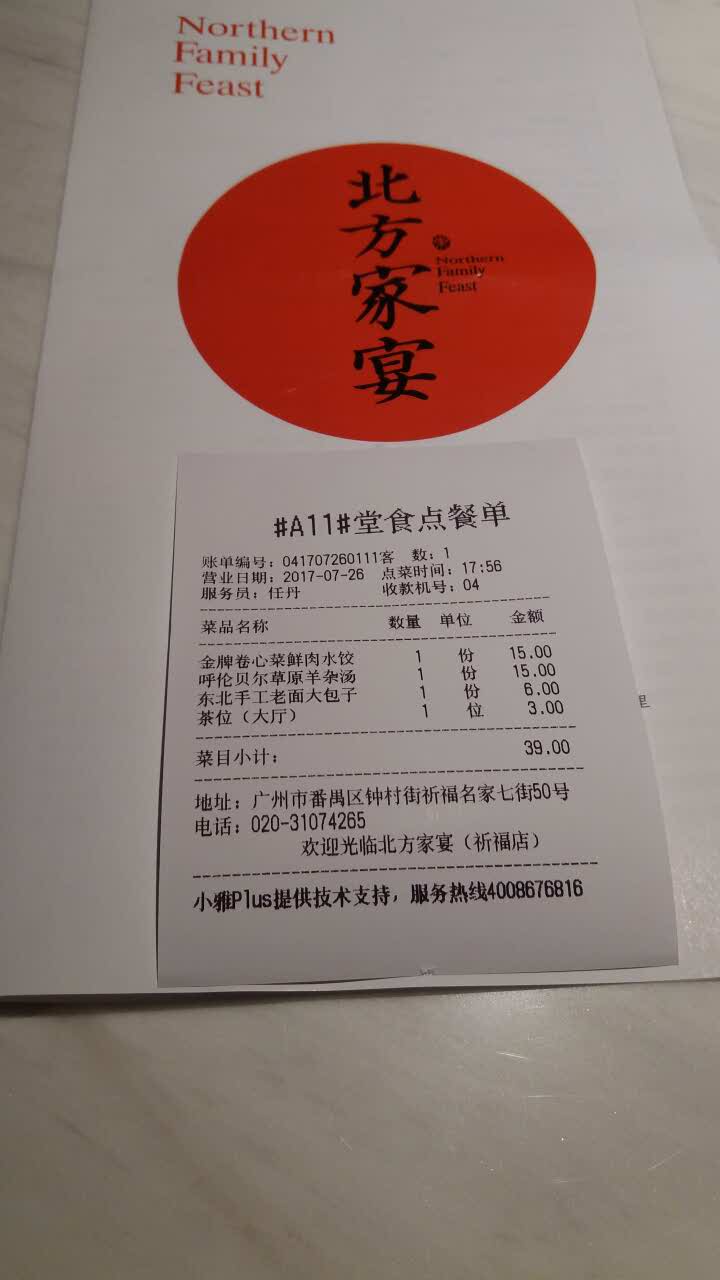 Northern
Family
Feast
北方家宴
Northern
Family
Feast
#A11#堂食点餐单
账单编号：041707260111客 数：1
营业日期：2017-07-26 点菜时间：17:56
服务员：任丹 收款机号：04
菜品名称 数量 单位 金额
金牌卷心菜鲜肉水饺 1 份 15.00
呼伦贝尔草原羊杂汤 1 份 15.00
东北手工老面大包子 1 份 6.00
茶位（大厅） 1 位 3.00
菜目小计： 39.00
地址：广州市番禺区钟村街祈福名家七街50号
电话：020-31074265
欢迎光临北方家宴（祈福店）
小雅Plus提供技术支持，服务热线4008676816
里